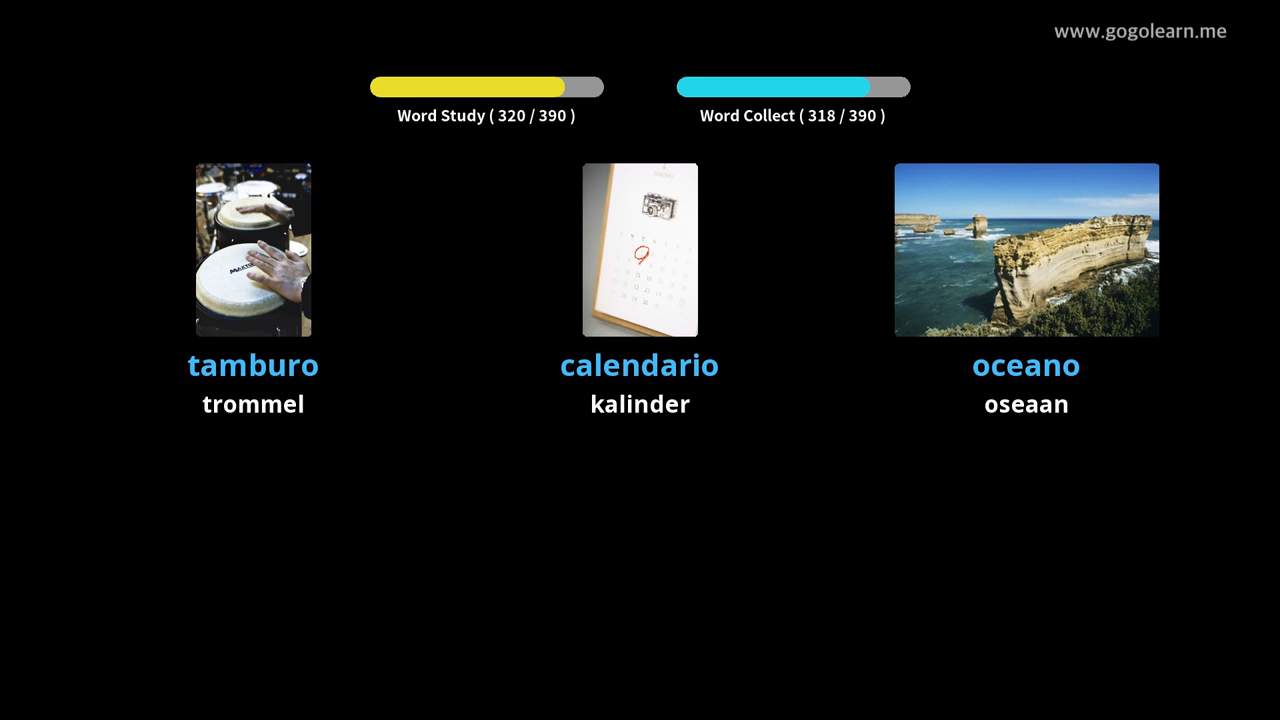 www.gogolearn.me
Word Study ( 320 / 390 )
Word Collect ( 318 / 390 )
tamburo
calendario
oceano
trommel
kalinder
oseaan